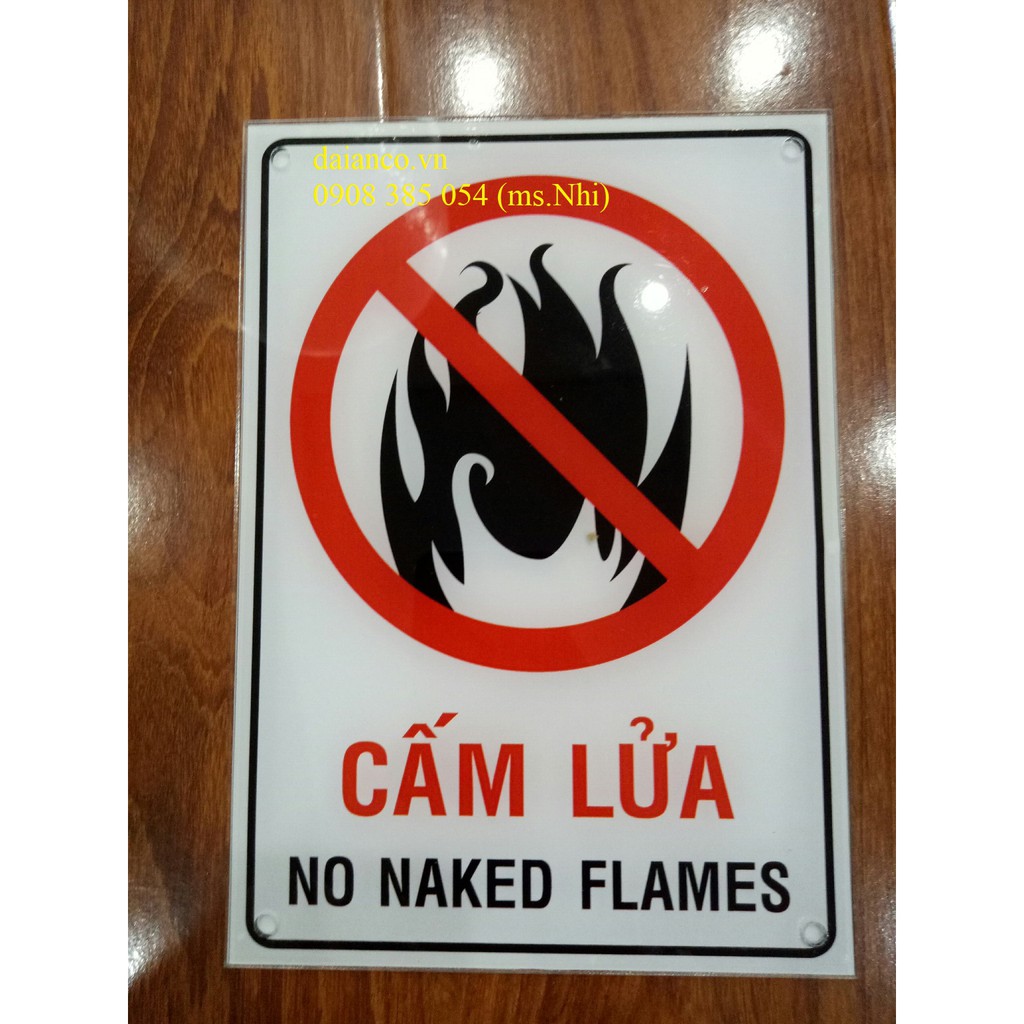 daianco.vn
0908 385 054 (ms.Nhi)
CẤM LỬA
NO NAKED FLAMES